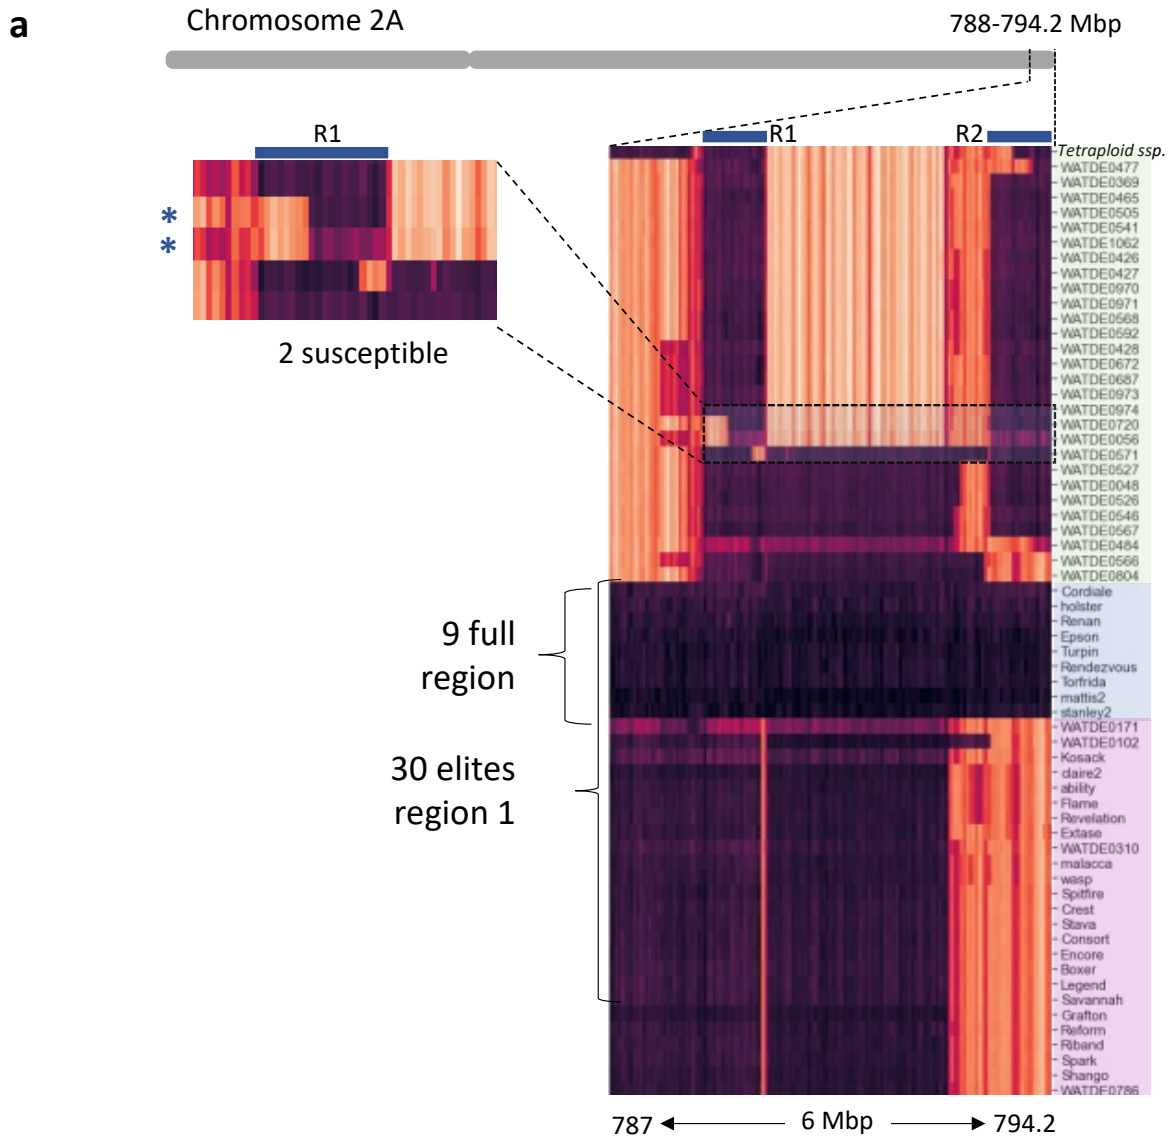 a
Chromosome 2A
788-794.2 Mbp
R1
R1
R2
*
*
2 susceptible
Tetraploid ssp.
WATDE0477
WATDE0369
WATDE0465
WATDE0505
WATDE0541
WATDE1062
WATDE0426
WATDE0427
WATDE0970
WATDE0971
WATDE0568
WATDE0592
WATDE0428
WATDE0672
WATDE0687
WATDE0973
WATDE0974
WATDE0720
WATDE0056
WATDE0571
WATDE0527
WATDE0048
WATDE0526
WATDE0546
WATDE0567
WATDE0484
WATDE0566
WATDE0804
Cordiale
holster
Renan
Epson
Turpin
Rendezvous
Torfrida
mattis2
stanley2
WATDE0171
WATDE0102
Kosack
claire2
ability
Flame
Revelation
Extase
WATDE0310
malacca
wasp
Spitfire
Crest
Stava
Consort
Encore
Boxer
Legend
Savannah
Grafton
Reform
Riband
Spark
Shango
WATDE0786
9 full
region
30 elites
region 1
787
6 Mbp
794.2